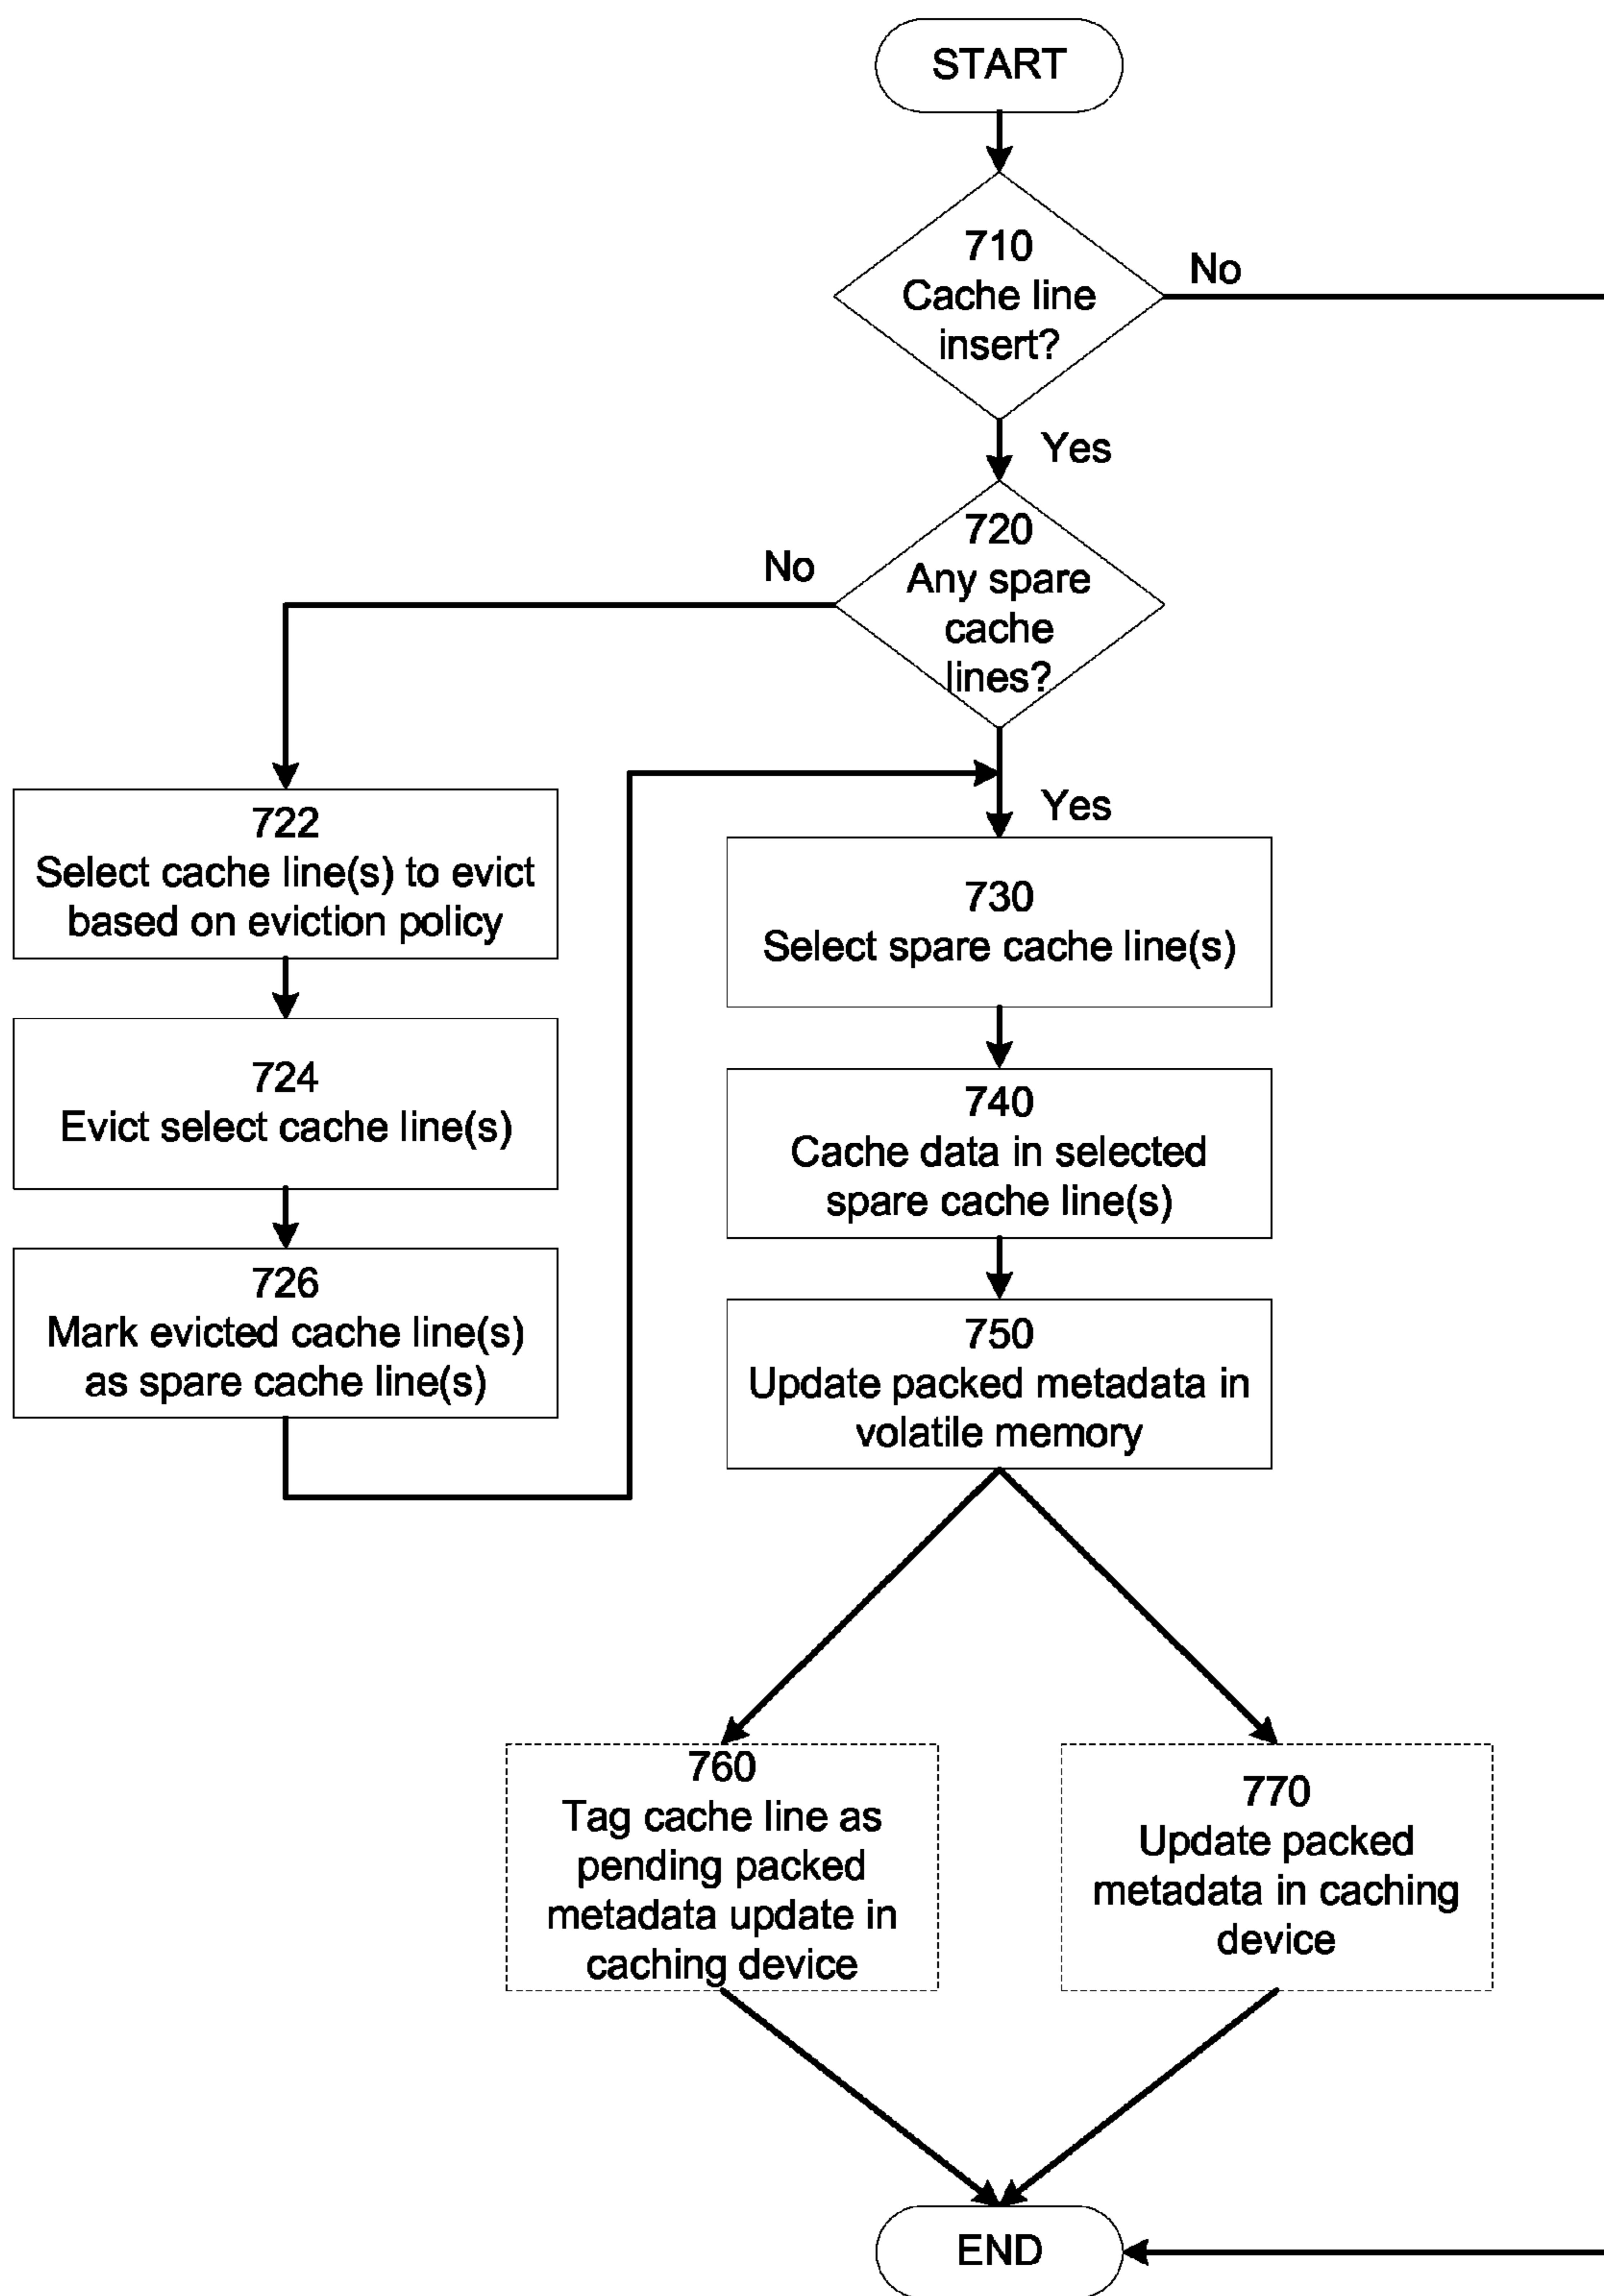 START
710
Cache line
insert?
No
Yes
720
Any spare
cache
lines?
No
Yes
722
Select cache line(s) to evict
based on eviction policy
724
Evict select cache line(s)
726
Mark evicted cache line(s)
as spare cache line(s)
730
Select spare cache line(s)
740
Cache data in selected
spare cache line(s)
750
Update packed metadata in
volatile memory
760
Tag cache line as
pending packed
metadata update in
caching device
770
Update packed
metadata in caching
device
END